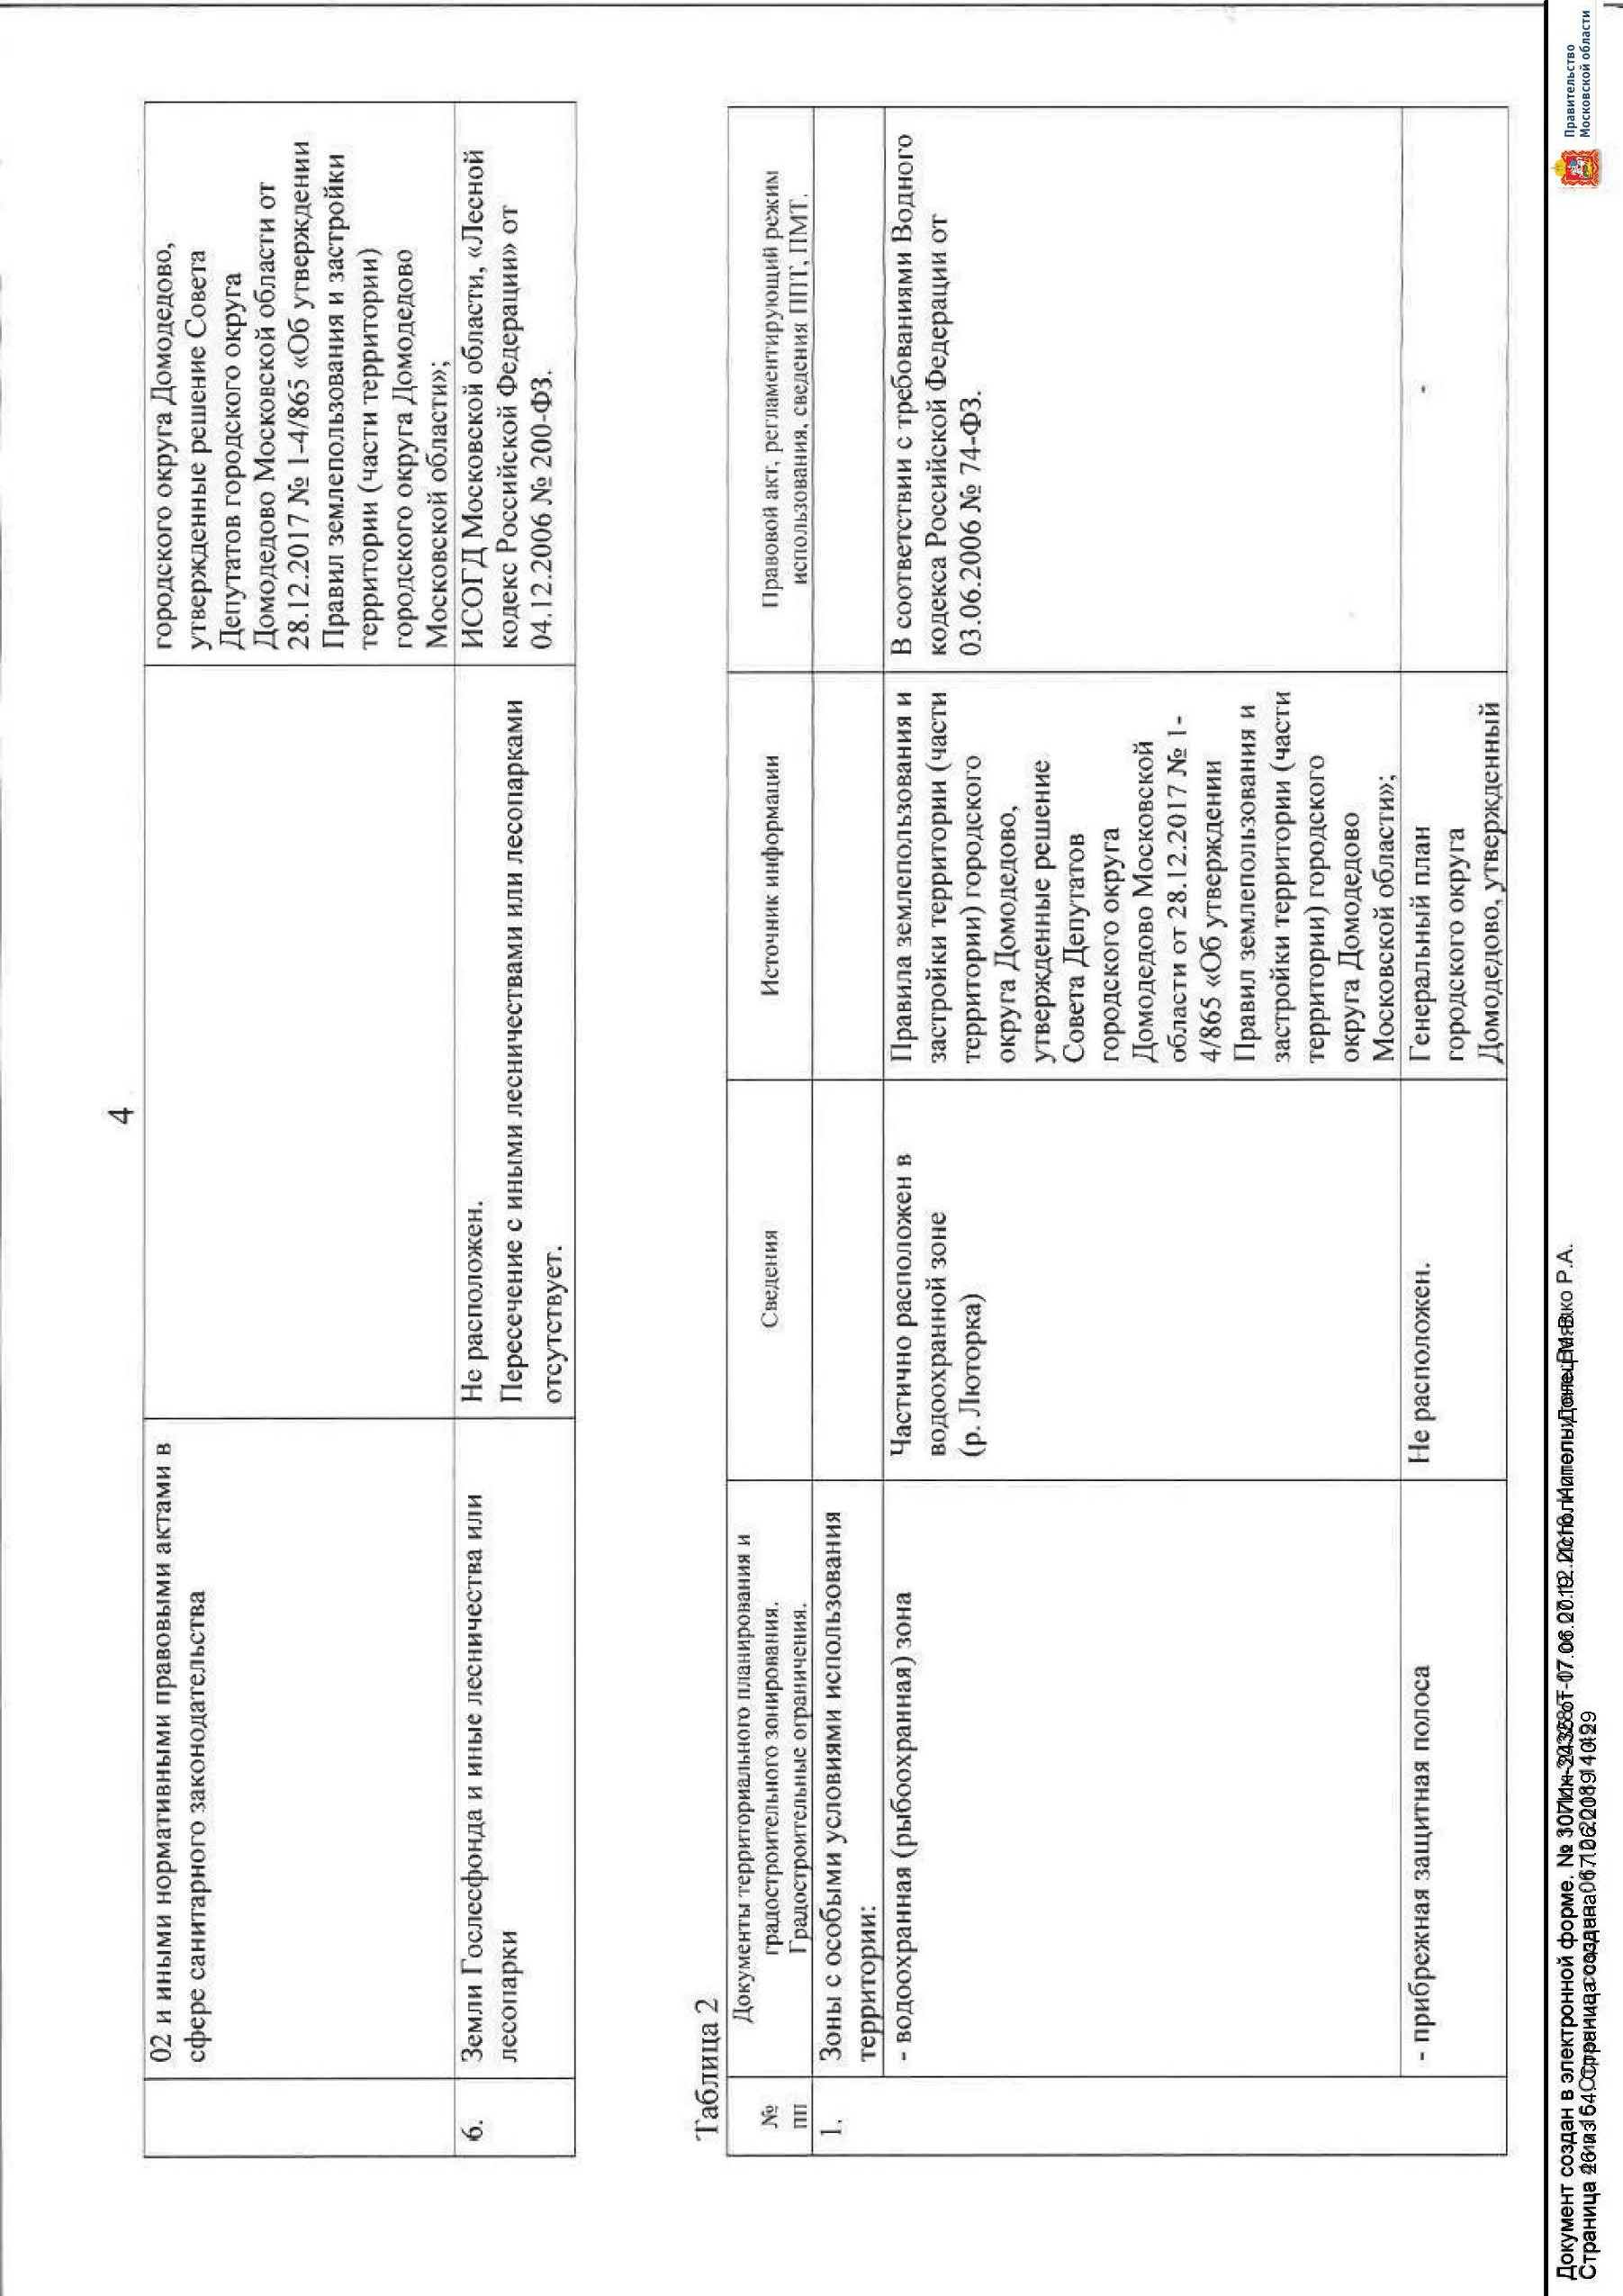 4
02 и иными нормативными правовыми актами в
сфере санитарного законодательства
городского округа Домодедово,
утвержденные решение Совета
Депутатов городского округа
Домодедово Московской области от
28.12.2017 № 1-4/865 «Об утверждении
Правил землепользования и застройки
территории (части территории)
городского округа Домодедово
Московской области»;
6.
Земли Гослесфонда и иные лесничества или
лесопарки
Не расположен.
Пересечение с иными лесничествами или лесопарками
отсутствует.
ИСОГД Московской области, «Лесной
кодекс Российской Федерации» от
04.12.2006 № 200-ФЗ.
Таблица 2
№
пп
Документы территориального планирования и
градостроительного зонирования.
Градостроительные ограничения.
Сведения
Источник информации
Правовой акт, регламентирующий режим
использования, сведения ППТ, ПМТ.
1.
Зоны с особыми условиями использования
территории:
- водоохранная (рыбоохранная) зона
Частично расположен в
водоохранной зоне
(р. Люторка)
Правила землепользования и
застройки территории (части
территории) городского
округа Домодедово,
утвержденные решение
Совета Депутатов
городского округа
Домодедово Московской
области от 28.12.2017 № 1-
4/865 «Об утверждении
Правил землепользования и
застройки территории (части
территории) городского
округа Домодедово
Московской области»;
В соответствии с требованиями Водного
кодекса Российской Федерации от
03.06.2006 № 74-ФЗ.
- прибрежная защитная полоса
Не расположен.
Генеральный план
городского округа
Домодедово, утвержденный
-
Документ создан в электронной форме. №
Страница
Правительство
Московской области